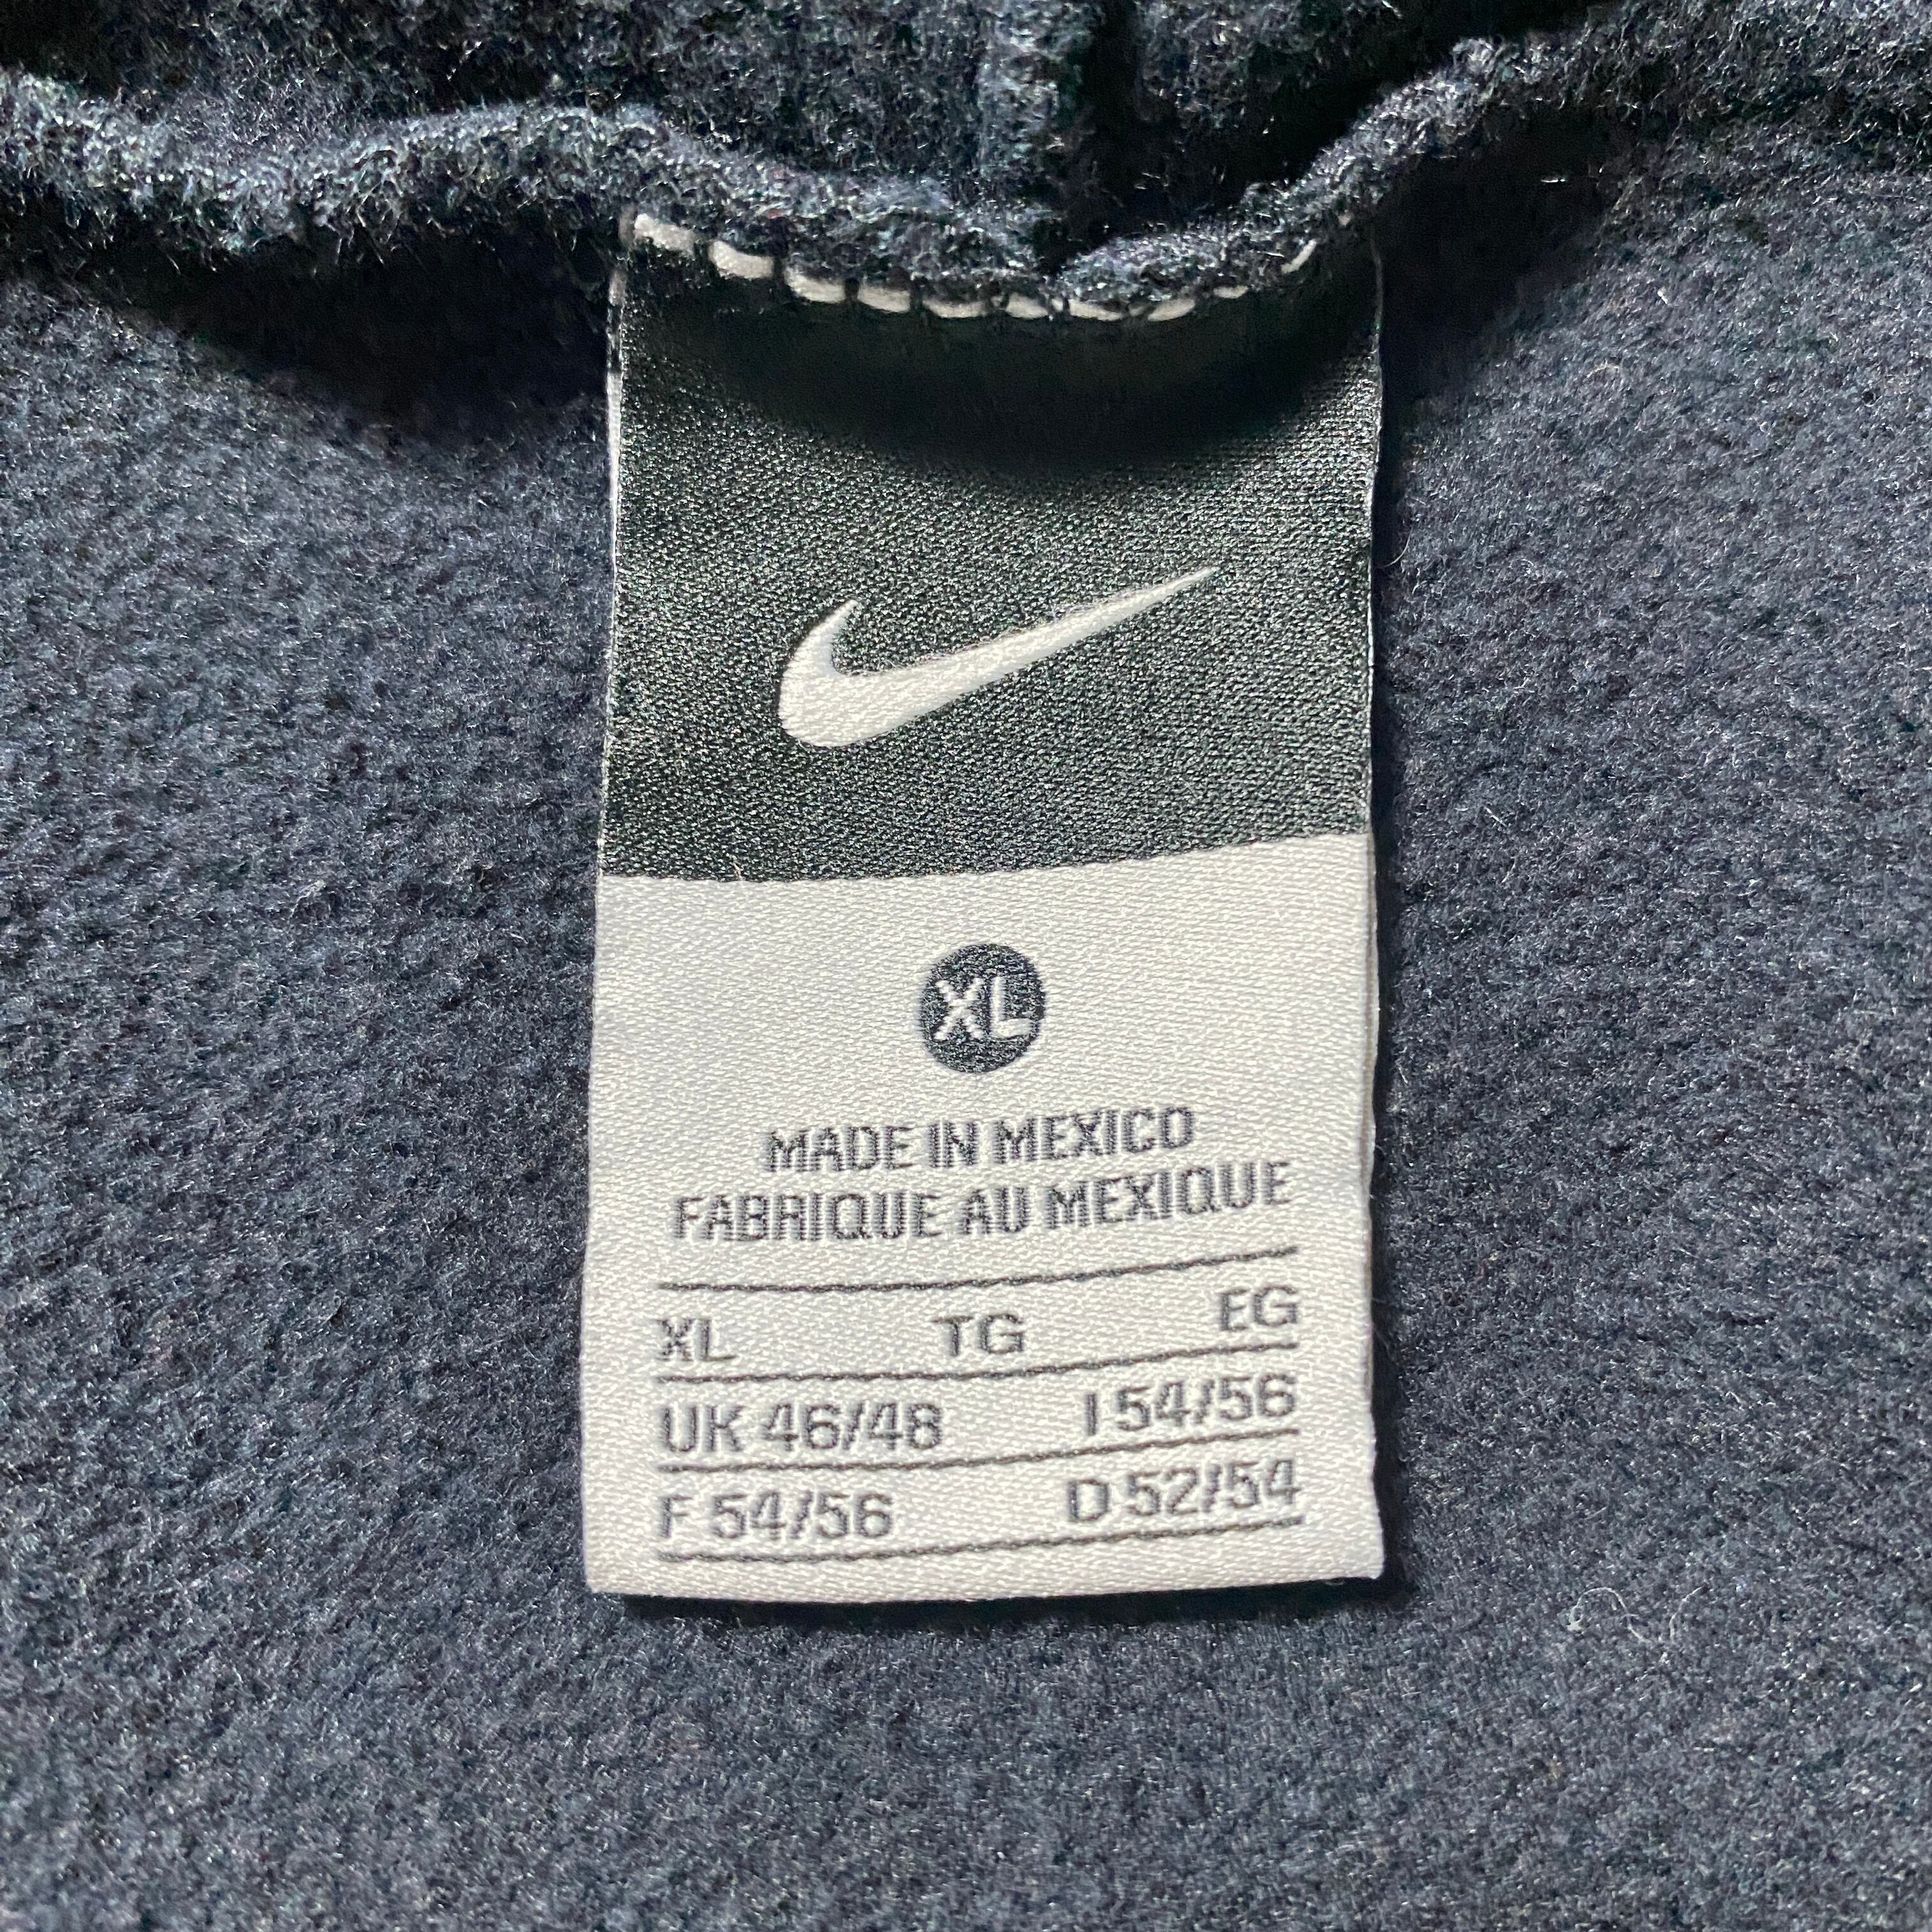 XL
MADE IN MEXICO
FABRIQUE AU MEXIQUE
XL TG EG
UK 46/48 I 54/56
F 54/56 D 52/54